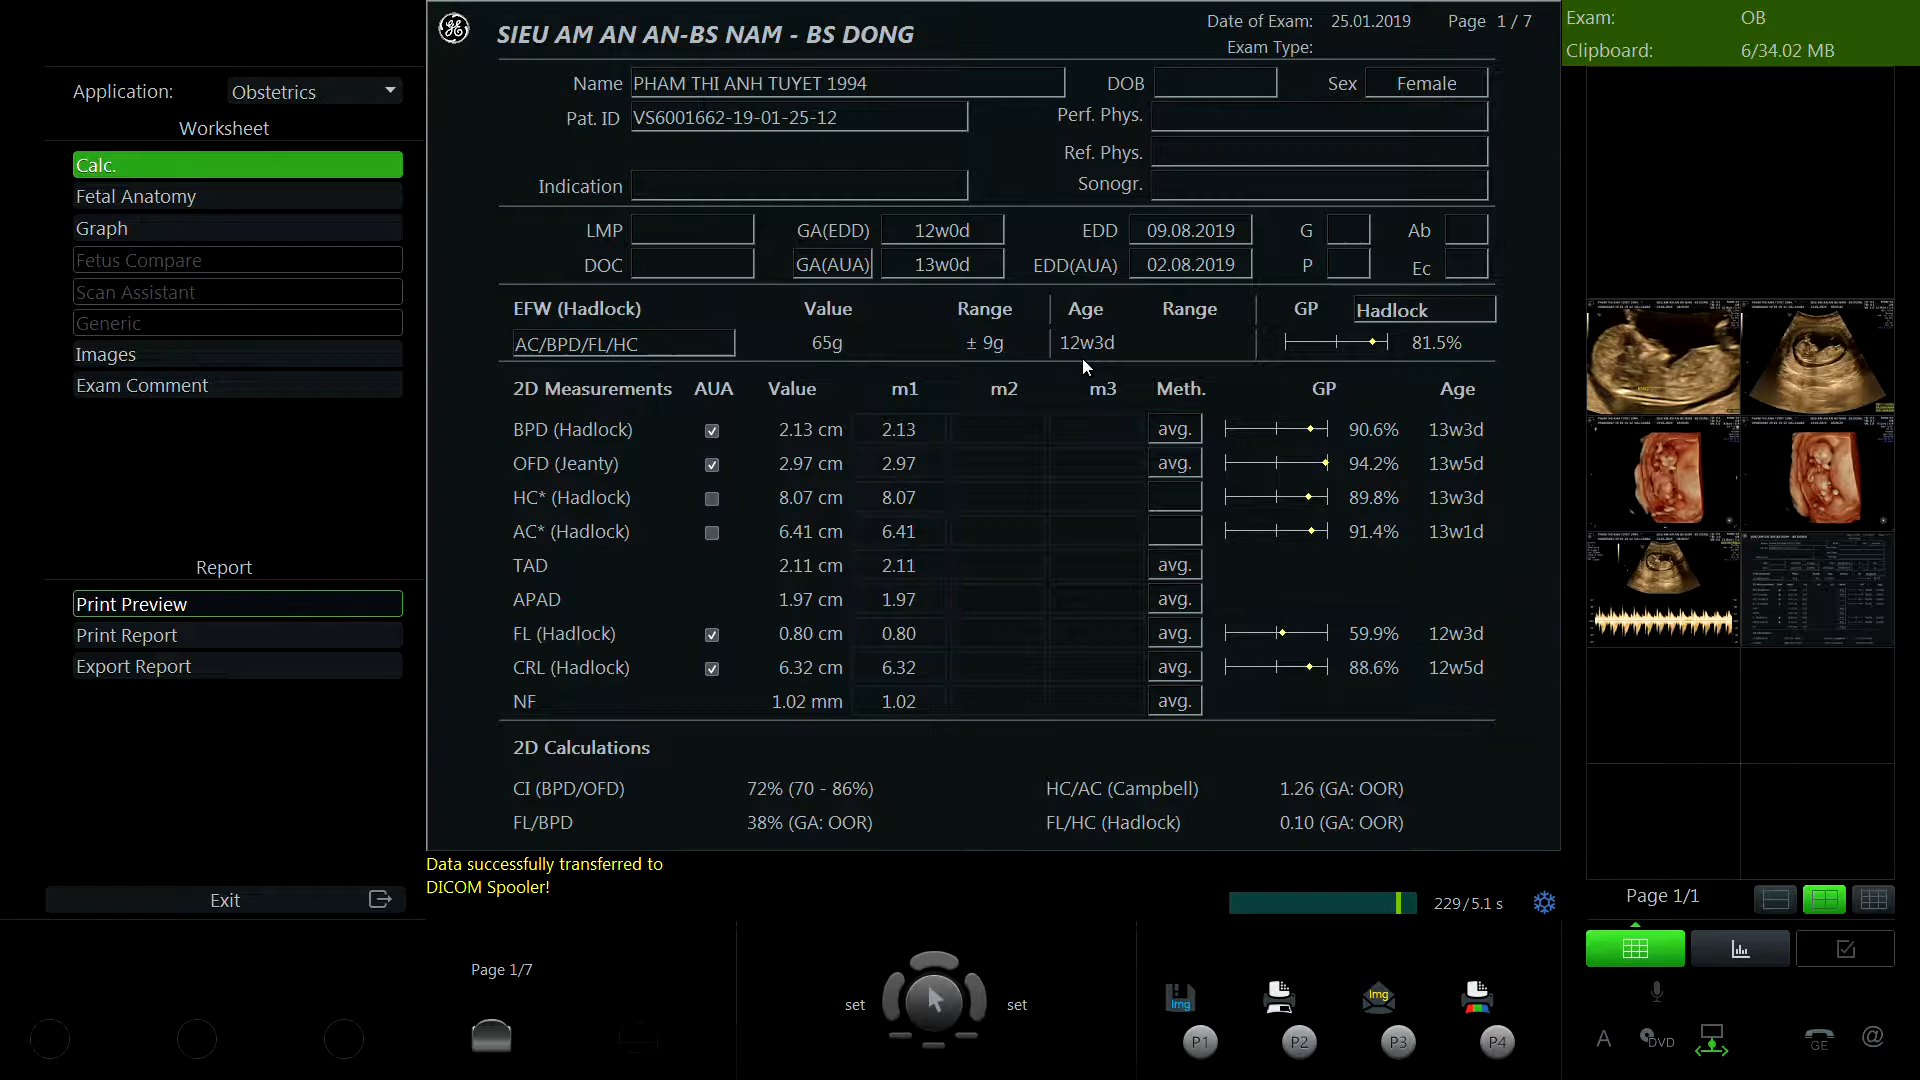 SIEU AM AN AN-BS NAM - BS DONG
Date of Exam: 25.01.2019 Page 1 / 7
Exam Type:
Exam: OB
Clipboard: 6/34.02 MB
Application: Obstetrics
Worksheet
Calc.
Fetal Anatomy
Graph
Fetus Compare
Scan Assistant
Generic
Images
Exam Comment
Report
Print Preview
Print Report
Export Report
Exit
Name PHAM THI ANH TUYET 1994 DOB Sex Female
Pat. ID VS6001662-19-01-25-12 Perf. Phys.
Ref. Phys.
Indication Sonogr.
LMP GA(EDD) 12w0d EDD 09.08.2019 G Ab
DOC GA(AUA) 13w0d EDD(AUA) 02.08.2019 P Ec
EFW (Hadlock) Value Range Age Range GP Hadlock
AC/BPD/FL/HC 65g ± 9g 12w3d 81.5%
2D Measurements AUA Value m1 m2 m3 Meth. GP Age
BPD (Hadlock) 2.13 cm 2.13 avg. 90.6% 13w3d
OFD (Jeanty) 2.97 cm 2.97 avg. 94.2% 13w5d
HC* (Hadlock) 8.07 cm 8.07 89.8% 13w3d
AC* (Hadlock) 6.41 cm 6.41 91.4% 13w1d
TAD 2.11 cm 2.11 avg.
APAD 1.97 cm 1.97 avg.
FL (Hadlock) 0.80 cm 0.80 avg. 59.9% 12w3d
CRL (Hadlock) 6.32 cm 6.32 avg. 88.6% 12w5d
NF 1.02 mm 1.02 avg.
2D Calculations
CI (BPD/OFD) 72% (70 - 86%) HC/AC (Campbell) 1.26 (GA: OOR)
FL/BPD 38% (GA: OOR) FL/HC (Hadlock) 0.10 (GA: OOR)
Data successfully transferred to
DICOM Spooler!
229/5.1 s
Page 1/1
Page 1/7
set set
Img Img
P1 P2 P3 P4
A DVD GE @